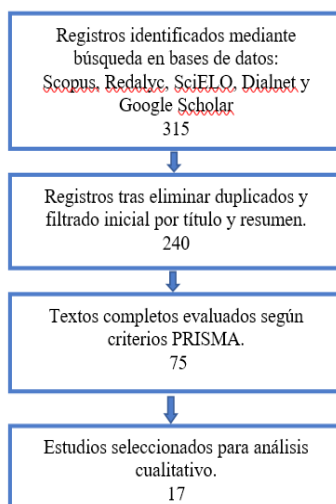 Registros identificados mediante
búsqueda en bases de datos:
Scopus, Redalyc, SciELO, Dialnet y
Google Scholar
315
Registros tras eliminar duplicados y
filtrado inicial por título y resumen.
240
Textos completos evaluados según
criterios PRISMA.
75
Estudios seleccionados para análisis
cualitativo.
17